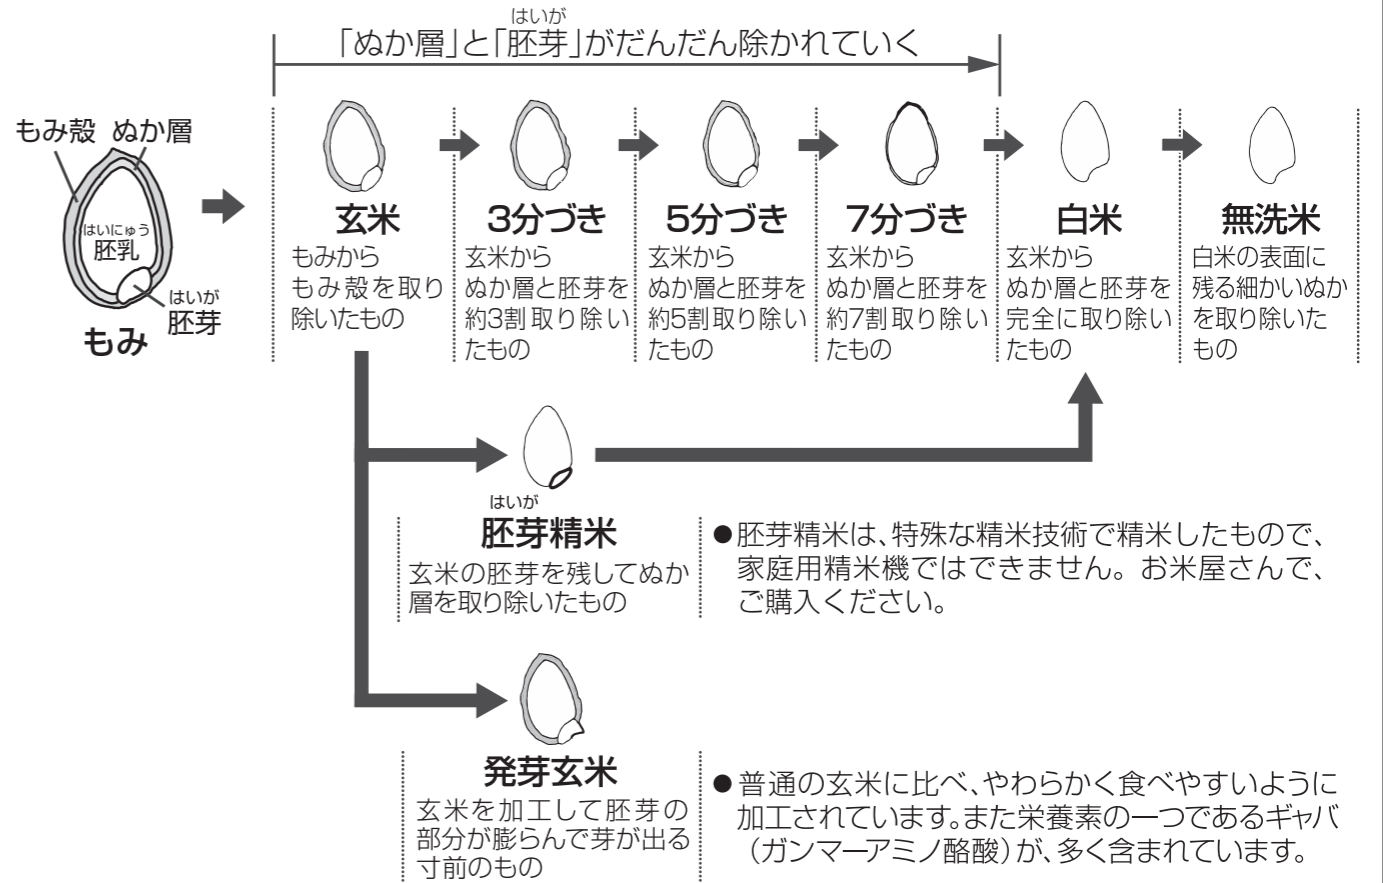 はいが
「ぬか層」と「胚芽」がだんだん除かれていく
もみ殻 ぬか層
はいにゅう
胚乳
はいが
胚芽
もみ
玄米
もみから
もみ殻を取り
除いたもの
3分づき
玄米から
ぬか層と胚芽を
約3割取り除い
たもの
5分づき
玄米から
ぬか層と胚芽を
約5割取り除い
たもの
7分づき
玄米から
ぬか層と胚芽を
約7割取り除い
たもの
白米
玄米から
ぬか層と胚芽を
完全に取り除い
たもの
無洗米
白米の表面に
残る細かいぬか
を取り除いた
もの
はいが
胚芽精米
玄米の胚芽を残してぬか
層を取り除いたもの
●胚芽精米は、特殊な精米技術で精米したもので、
家庭用精米機ではできません。お米屋さんで、
ご購入ください。
発芽玄米
玄米を加工して胚芽の
部分が膨らんで芽が出る
寸前のもの
●普通の玄米に比べ、やわらかく食べやすいように
加工されています。また栄養素の一つであるギャバ
（ガンマーアミノ酪酸）が、多く含まれています。